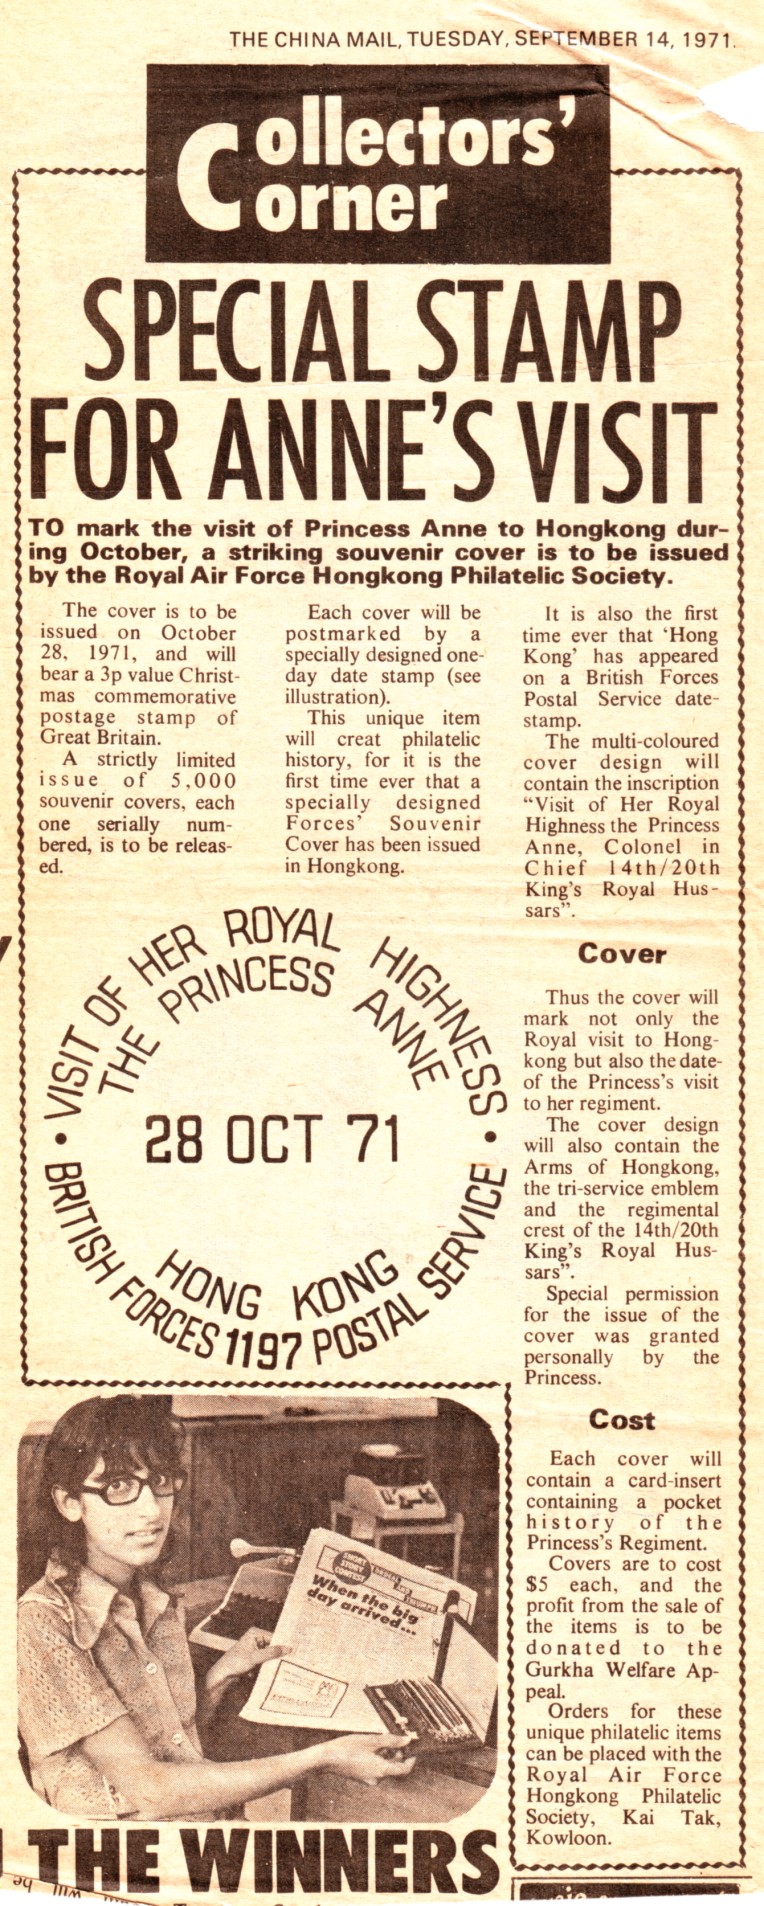 THE CHINA MAIL, TUESDAY, SEPTEMBER 14, 1971.
Collectors'
Corner
SPECIAL STAMP
FOR ANNE'S VISIT
TO mark the visit of Princess Anne to Hongkong dur-
ing October, a striking souvenir cover is to be issued
by the Royal Air Force Hongkong Philatelic Society.
The cover is to be
issued on October
28, 1971, and will
bear a 3p value Christ-
mas commemorative
postage stamp of
Great Britain.
A strictly limited
issue of 5,000
souvenir covers, each
one serially num-
bered, is to be releas-
ed.
Each cover will be
postmarked by a
specially designed one-
day date stamp (see
illustration).
This unique item
will creat philatelic
history, for it is the
first time ever that a
specially designed
Forces' Souvenir
Cover has been issued
in Hongkong.
It is also the first
time ever that 'Hong
Kong' has appeared
on a British Forces
Postal Service date-
stamp.
The multi-coloured
cover design will
contain the inscription
"Visit of Her Royal
Highness the Princess
Anne, Colonel in
Chief 14th/20th
King's Royal Hus-
sars".
Cover
Thus the cover will
mark not only the
Royal visit to Hong-
kong but also the date-
of the Princess's visit
to her regiment.
The cover design
will also contain the
Arms of Hongkong,
the tri-service emblem
and the regimental
crest of the 14th/20th
King's Royal Hus-
sars".
Special permission
for the issue of the
cover was granted
personally by the
Princess.
Cost
Each cover will
contain a card-insert
containing a pocket
history of the
Princess's Regiment.
Covers are to cost
$5 each, and the
profit from the sale of
the items is to be
donated to the
Gurkha Welfare Ap-
peal.
Orders for these
unique philatelic items
can be placed with the
Royal Air Force
Hongkong Philatelic
Society, Kai Tak,
Kowloon.
VISIT OF HER ROYAL HIGHNESS
THE PRINCESS ANNE
28 OCT 71
HONG KONG
BRITISH FORCES 1197 POSTAL SERVICE
SHORT
STORY
CONTEST
When the big
day arrived...
THE WINNERS
will be